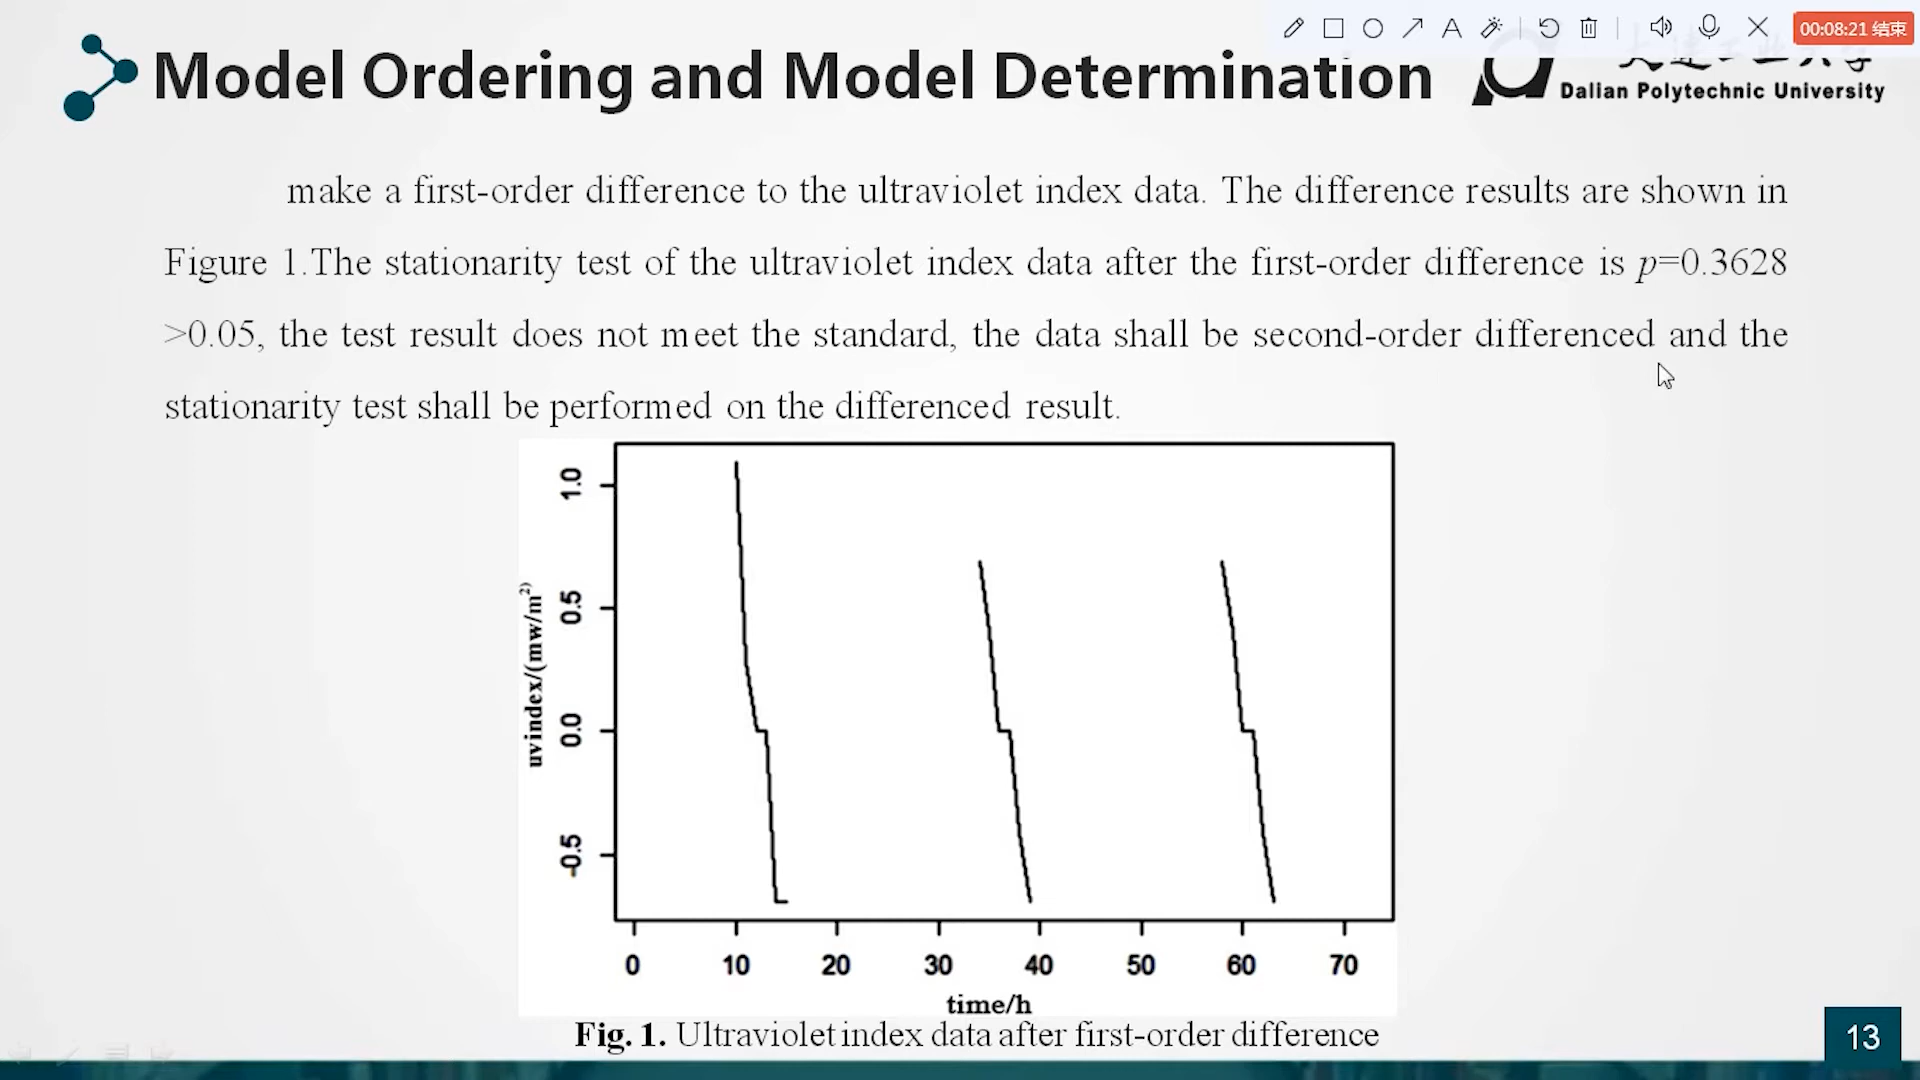 00:08:21 结束
Model Ordering and Model Determination
Dalian Polytechnic University
make a first-order difference to the ultraviolet index data. The difference results are shown in
Figure 1.The stationarity test of the ultraviolet index data after the first-order difference is p=0.3628
>0.05, the test result does not meet the standard, the data shall be second-order differenced and the
stationarity test shall be performed on the differenced result.
1.0
0.5
0.0
-0.5
uvindex/(mw/m²)
0 10 20 30 40 50 60 70
time/h
Fig. 1. Ultraviolet index data after first-order difference
13